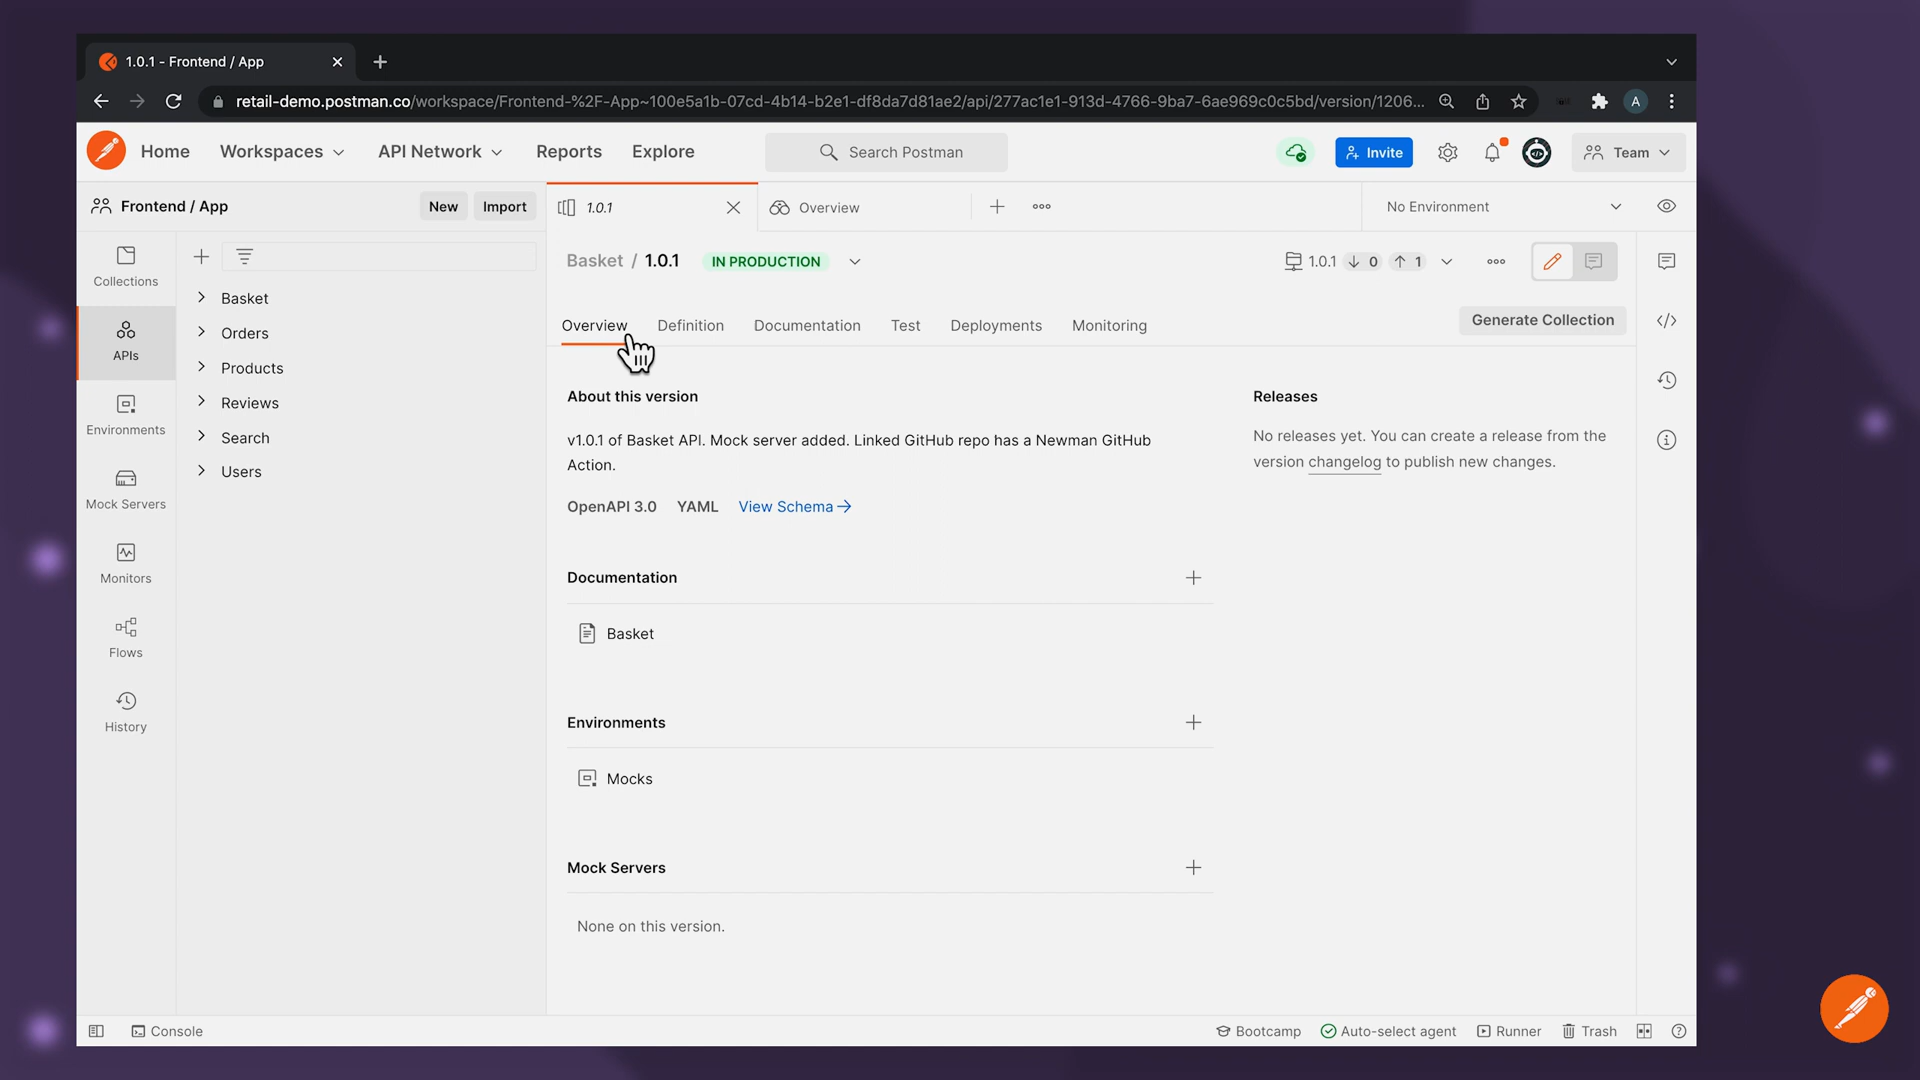 1.0.1 - Frontend / App
retail-demo.postman.co/workspace/Frontend-%2F-App~100e5a1b-07cd-4b14-b2e1-df8da7d81ae2/api/277ac1e1-913d-4766-9ba7-6ae969c0c5bd/version/1206...
A
Home
Workspaces
API Network
Reports
Explore
Search Postman
Invite
Team
Frontend / App
New
Import
1.0.1
Overview
No Environment
Collections
APIs
Environments
Mock Servers
Monitors
Flows
History
Basket
Orders
Products
Reviews
Search
Users
Basket / 1.0.1
IN PRODUCTION
1.0.1
0
1
Overview
Definition
Documentation
Test
Deployments
Monitoring
Generate Collection
About this version
v1.0.1 of Basket API. Mock server added. Linked GitHub repo has a Newman GitHub
Action.
OpenAPI 3.0
YAML
View Schema
Releases
No releases yet. You can create a release from the
version changelog to publish new changes.
Documentation
Basket
Environments
Mocks
Mock Servers
None on this version.
Console
Bootcamp
Auto-select agent
Runner
Trash